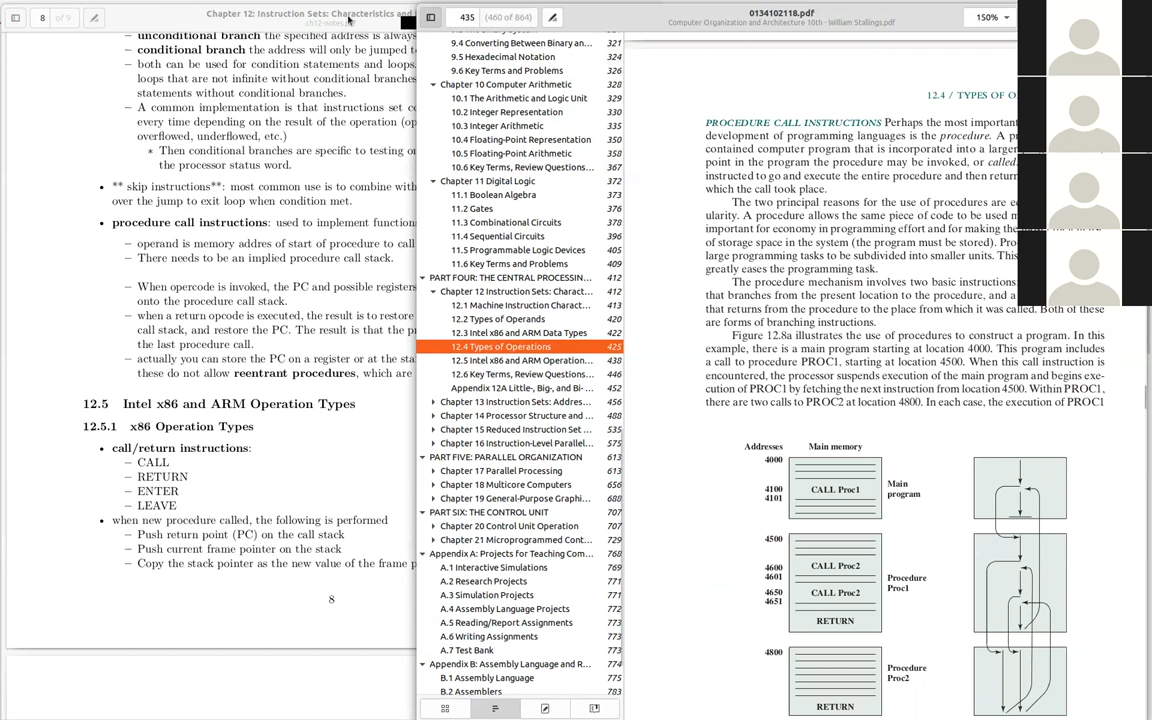 8
(8 of 9)
Chapter 12: Instruction Sets: Characteristics and
unconditional branch the specified address is always
conditional branch the address will only be jumped t
both can be used for condition statements and loops,
loops that are not infinite without conditional branches
statements without conditional branches.
– A common implementation is that instructions set c
every time depending on the result of the operation (o
overflowed, underflowed, etc.)
∗ Then conditional branches are specific to testing o
the processor status word.
• ** skip instructions**: most common use is to combine with
over the jump to exit loop when condition met.
• procedure call instructions: used to implement function
– operand is memory addres of start of procedure to call
– There needs to be an implied procedure call stack.
– When opcode is invoked, the PC and possible registers
onto the procedure call stack.
– when a return opcode is executed, the result is to restore
call stack, and restore the PC. The result is that the p
the last procedure call.
– actually you can store the PC on a register or at the sta
these do not allow reentrant procedures, which are
12.5 Intel x86 and ARM Operation Types
12.5.1 x86 Operation Types
• call/return instructions:
– CALL
– RETURN
– ENTER
– LEAVE
• when new procedure called, the following is performed
– Push return point (PC) on the call stack
– Push current frame pointer on the stack
– Copy the stack pointer as the new value of the frame p
8
435
(460 of 864)
0134102118.pdf
Computer Organization and Architecture 10th - William Stallings.pdf
150%
321
9.4 Converting Between Binary an... 321
9.5 Hexadecimal Notation 324
9.6 Key Terms and Problems 326
Chapter 10 Computer Arithmetic 328
10.1 The Arithmetic and Logic Unit 329
10.2 Integer Representation 330
10.3 Integer Arithmetic 335
10.4 Floating-Point Representation 350
10.5 Floating-Point Arithmetic 358
10.6 Key Terms, Review Questions... 367
Chapter 11 Digital Logic 372
11.1 Boolean Algebra 373
11.2 Gates 376
11.3 Combinational Circuits 378
11.4 Sequential Circuits 396
11.5 Programmable Logic Devices 405
11.6 Key Terms and Problems 409
PART FOUR: THE CENTRAL PROCESSIN... 412
Chapter 12 Instruction Sets: Charact... 412
12.1 Machine Instruction Charact... 413
12.2 Types of Operands 420
12.3 Intel x86 and ARM Data Types 422
12.4 Types of Operations 425
12.5 Intel x86 and ARM Operation... 438
12.6 Key Terms, Review Questions... 446
Appendix 12A Little-, Big-, and Bi-... 452
Chapter 13 Instruction Sets: Addres... 456
Chapter 14 Processor Structure and ... 488
Chapter 15 Reduced Instruction Set ... 535
Chapter 16 Instruction-Level Parallel... 575
PART FIVE: PARALLEL ORGANIZATION 613
Chapter 17 Parallel Processing 613
Chapter 18 Multicore Computers 656
Chapter 19 General-Purpose Graphi... 688
PART SIX: THE CONTROL UNIT 707
Chapter 20 Control Unit Operation 707
Chapter 21 Microprogrammed Cont... 729
Appendix A: Projects for Teaching Com... 768
A.1 Interactive Simulations 769
A.2 Research Projects 771
A.3 Simulation Projects 771
A.4 Assembly Language Projects 772
A.5 Reading/Report Assignments 773
A.6 Writing Assignments 773
A.7 Test Bank 773
Appendix B: Assembly Language and R... 774
B.1 Assembly Language 775
B.2 Assemblers 783
12.4 / TYPES OF O
PROCEDURE CALL INSTRUCTIONS Perhaps the most important
development of programming languages is the procedure. A p
contained computer program that is incorporated into a larger
point in the program the procedure may be invoked, or called.
instructed to go and execute the entire procedure and then return
which the call took place.
The two principal reasons for the use of procedures are ec
ularity. A procedure allows the same piece of code to be used m
important for economy in programming effort and for making the
of storage space in the system (the program must be stored). Pro
large programming tasks to be subdivided into smaller units. This
greatly eases the programming task.
The procedure mechanism involves two basic instructions:
that branches from the present location to the procedure, and a
that returns from the procedure to the place from which it was called. Both of these
are forms of branching instructions.
Figure 12.8a illustrates the use of procedures to construct a program. In this
example, there is a main program starting at location 4000. This program includes
a call to procedure PROC1, starting at location 4500. When this call instruction is
encountered, the processor suspends execution of the main program and begins exe-
cution of PROC1 by fetching the next instruction from location 4500. Within PROC1,
there are two calls to PROC2 at location 4800. In each case, the execution of PROC1
Addresses Main memory
4000
4100 CALL Proc1
4101
Main
program
4500
4600 CALL Proc2
4601
4650 CALL Proc2
4651
RETURN
Procedure
Proc1
4800
RETURN
Procedure
Proc2